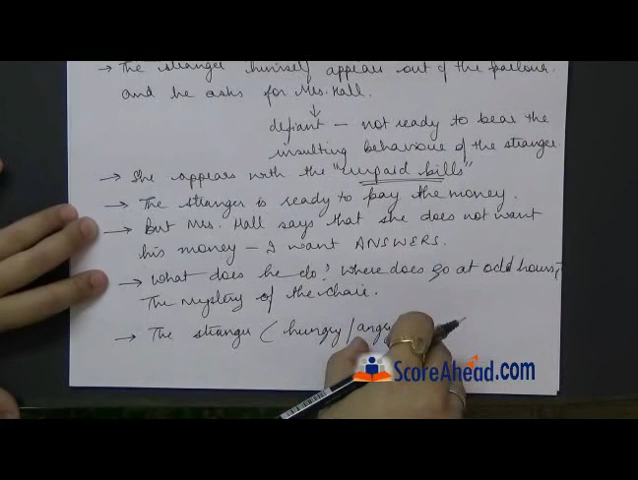 → The stranger himself appears out of the parlour.
and he asks for Mrs. Hall.
↓
defiant – not ready to bear the
insulting behaviour of the stranger.
→ She appears with the "unpaid bills"
→ The stranger is ready to pay the money.
→ But Mrs. Hall says that she does not want
his money – I want ANSWERS.
→ What does he do? where does go at odd hours,
The mystery of the chair.
→ The stranger (hungry/angry
ScoreAhead.com